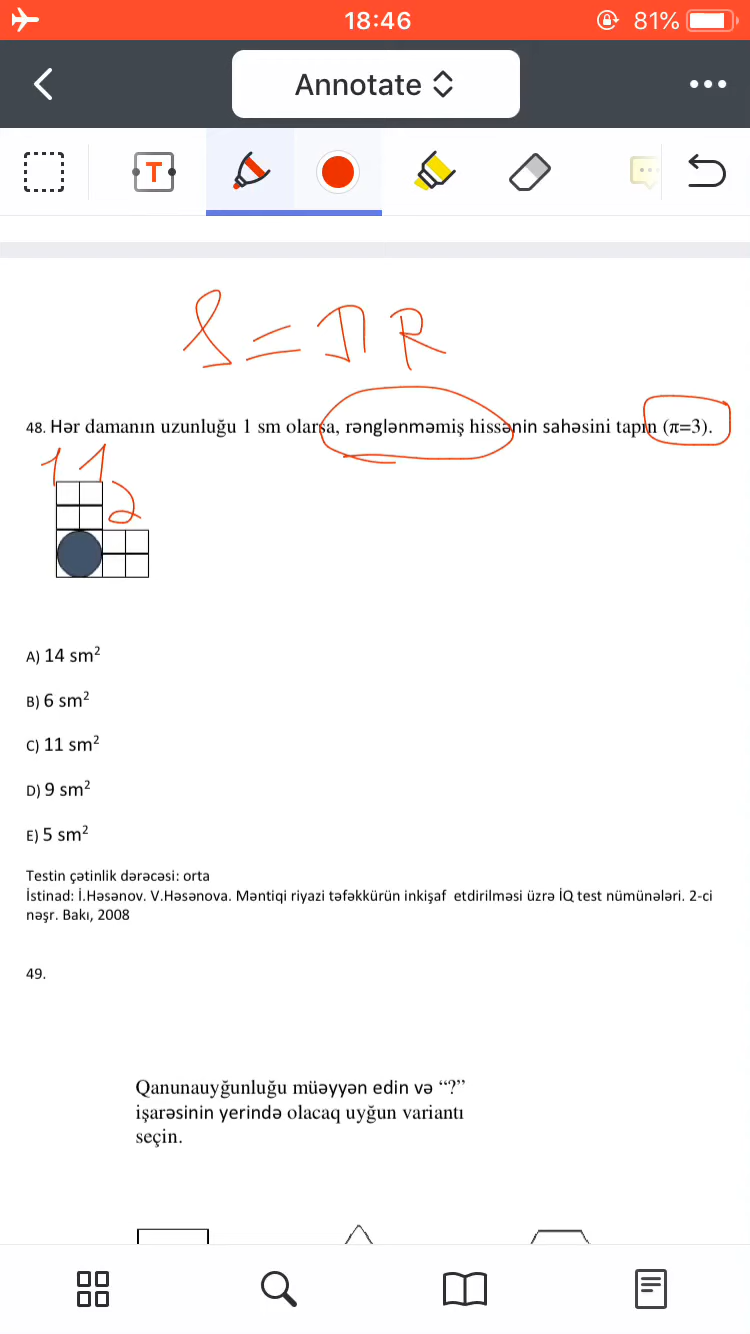 18:46
81%
Annotate
T
S = π R
48. Hər damanın uzunluğu 1 sm olarsa, rənglənməmiş hissənin sahəsini tapın (π=3).
1 1
2
A) 14 sm²
B) 6 sm²
C) 11 sm²
D) 9 sm²
E) 5 sm²
Testin çətinlik dərəcəsi: orta
İstinad: İ.Həsənov. V.Həsənova. Məntiqi riyazi təfəkkürün inkişaf etdirilməsi üzrə İQ test nümünələri. 2-ci
nəşr. Bakı, 2008
49.
Qanunauyğunluğu müəyyən edin və “?”
işarəsinin yerində olacaq uyğun variantı
seçin.